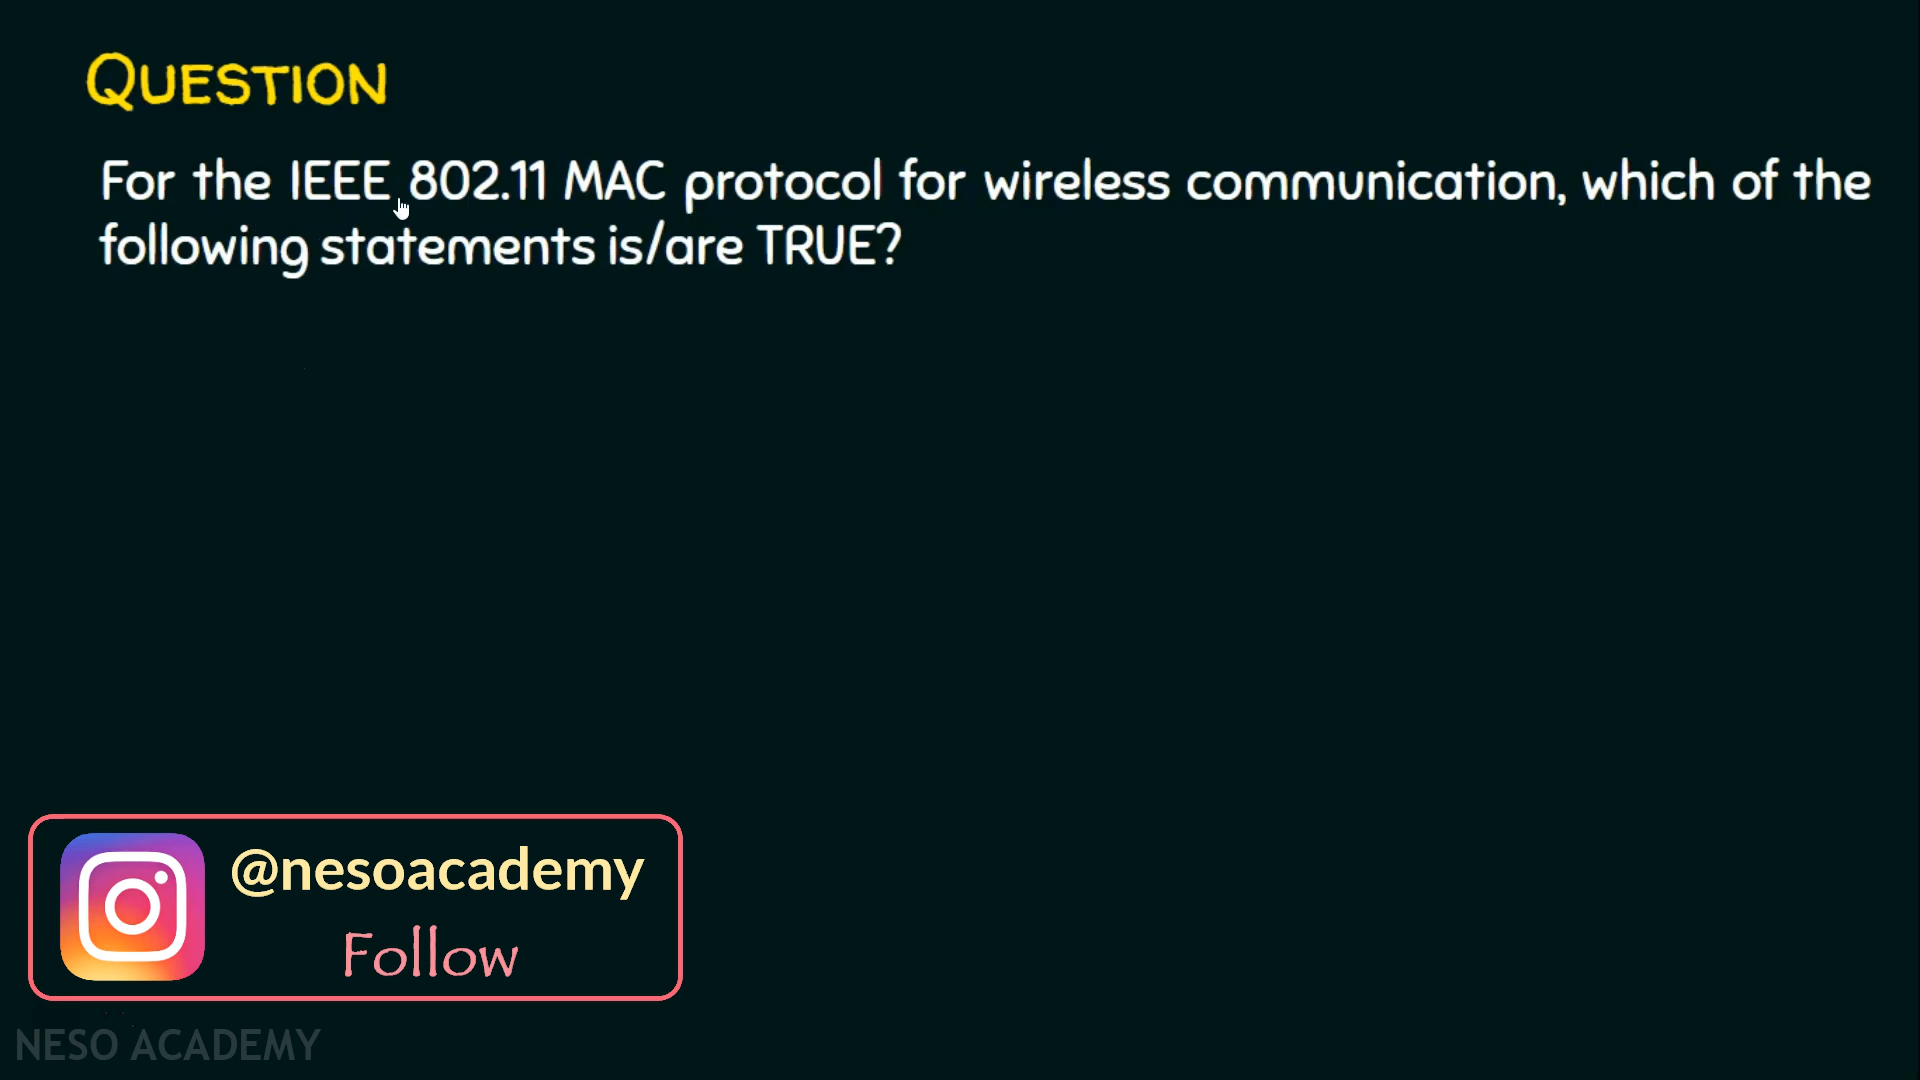 QUESTION
For the IEEE 802.11 MAC protocol for wireless communication, which of the
following statements is/are TRUE?
@nesoacademy
Follow
NESO ACADEMY